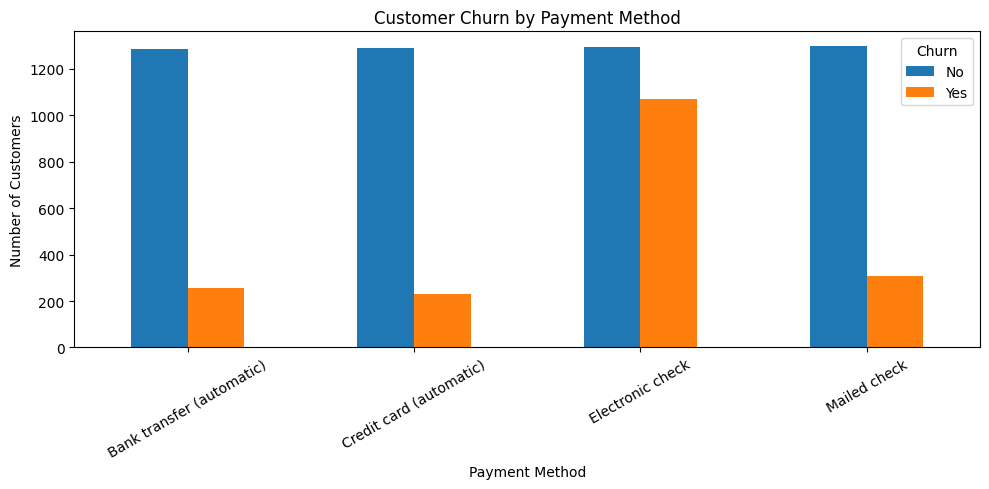 Customer Churn by Payment Method
Churn
No
Yes
Number of Customers
1200
1000
800
600
400
200
0
Bank transfer (automatic)
Credit card (automatic)
Electronic check
Mailed check
Payment Method